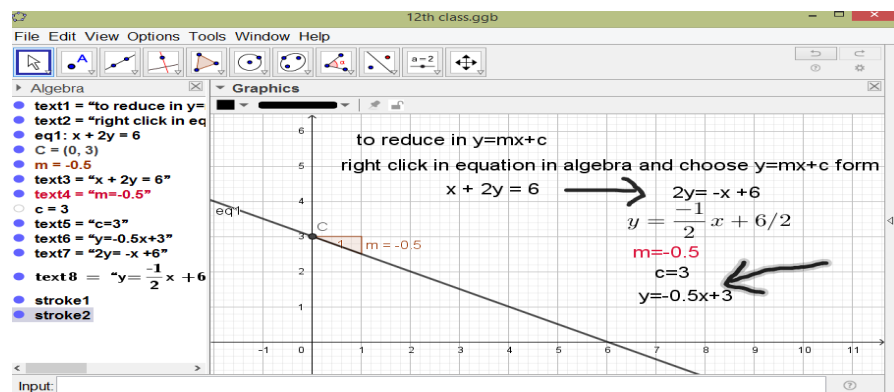 12th class.ggb
File Edit View Options Tools Window Help
A
a=2
Algebra
Graphics
text1 = "to reduce in y=
text2 = "right click in eq
eq1: x + 2y = 6
C = (0, 3)
m = -0.5
text3 = "x + 2y = 6"
text4 = "m=-0.5"
c = 3
text5 = "c=3"
text6 = "y=-0.5x+3"
text7 = "2y= -x +6"
text8 = "y= -1/2 x +6
stroke1
stroke2
to reduce in y=mx+c
right click in equation in algebra and choose y=mx+c form
x + 2y = 6
2y= -x +6
y = -1/2 x + 6/2
m=-0.5
c=3
y=-0.5x+3
eq1
C
1
m = -0.5
6
5
4
3
2
1
-1 0 1 2 3 4 5 6 7 8 9 10 11
Input: